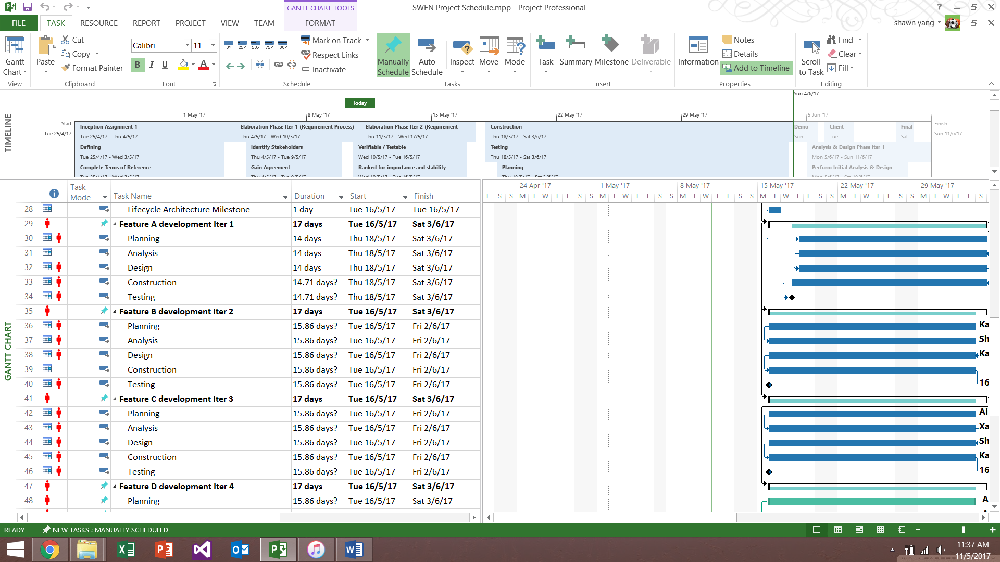 GANTT CHART TOOLS
SWEN Project Schedule.mpp - Project Professional
?
FILE TASK RESOURCE REPORT PROJECT VIEW TEAM FORMAT
shawn yang
Gantt Chart
View
Paste
Cut
Copy
Format Painter
Clipboard
Calibri 11
B I U A
Font
0% 25% 50% 75% 100%
Mark on Track
Respect Links
Inactivate
Schedule
Manually Schedule
Auto Schedule
Inspect Move Mode
Tasks
Task Summary Milestone Deliverable
Insert
Information
Notes
Details
Add to Timeline
Properties
Scroll to Task
Find
Clear
Fill
Editing
TIMELINE
Today
Sun 4/6/17
1 May '17 8 May '17 15 May '17 22 May '17 29 May '17 5 Jun '17
Start
Tue 25/4/17
Finish
Sun 11/6/17
Inception Assignment 1
Tue 25/4/17 - Thu 4/5/17
Elaboration Phase Iter 1 (Requirement Process)
Thu 4/5/17 - Wed 10/5/17
Elaboration Phase Iter 2 (Requirement
Thu 11/5/17 - Wed 17/5/17
Construction
Thu 18/5/17 - Sat 3/6/17
Demo
Sun
Client
Tue
Final
Sat
Defining
Tue 25/4/17 - Wed 3/5/17
Identify Stakeholders
Thu 4/5/17 - Tue 9/5/17
Verifiable / Testable
Wed 10/5/17 - Tue 16/5/17
Testing
Thu 18/5/17 - Sat 3/6/17
Analysis & Design Phase Iter 1
Mon 5/6/17 - Sun 11/6/17
Complete Terms of Reference
Gain Agreement
Ranked for importance and stability
Planning
Perform Initial Analysis & Design
GANTT CHART
Task Mode Task Name Duration Start Finish
24 Apr '17 1 May '17 8 May '17 15 May '17 22 May '17 29 May '17
F S S M T W T F S S M T W T F S S M T W T F S S M T W T F S S M T W T F S S M T W T F S
28 Lifecycle Architecture Milestone 1 day Tue 16/5/17 Tue 16/5/17
29 Feature A development Iter 1 17 days Tue 16/5/17 Sat 3/6/17
30 Planning 14 days Thu 18/5/17 Sat 3/6/17
31 Analysis 14 days Thu 18/5/17 Sat 3/6/17
32 Design 14 days Thu 18/5/17 Sat 3/6/17
33 Construction 14.71 days? Thu 18/5/17 Sat 3/6/17
34 Testing 14.71 days? Thu 18/5/17 Sat 3/6/17
35 Feature B development Iter 2 17 days Tue 16/5/17 Sat 3/6/17
36 Planning 15.86 days? Tue 16/5/17 Fri 2/6/17 Ka
37 Analysis 15.86 days? Tue 16/5/17 Fri 2/6/17 Sh
38 Design 15.86 days? Tue 16/5/17 Fri 2/6/17 Ka
39 Construction 15.86 days? Tue 16/5/17 Fri 2/6/17
40 Testing 15.86 days? Tue 16/5/17 Fri 2/6/17 16
41 Feature C development Iter 3 17 days Tue 16/5/17 Sat 3/6/17
42 Planning 15.86 days? Tue 16/5/17 Fri 2/6/17 Ai
43 Analysis 15.86 days? Tue 16/5/17 Fri 2/6/17 Xa
44 Design 15.86 days? Tue 16/5/17 Fri 2/6/17 Sh
45 Construction 15.86 days? Tue 16/5/17 Fri 2/6/17 Ka
46 Testing 15.86 days? Tue 16/5/17 Fri 2/6/17 16
47 Feature D development Iter 4 17 days Tue 16/5/17 Sat 3/6/17
48 Planning 15.86 days? Tue 16/5/17 Sat 3/6/17 A
READY NEW TASKS : MANUALLY SCHEDULED
11:37 AM
11/5/2017